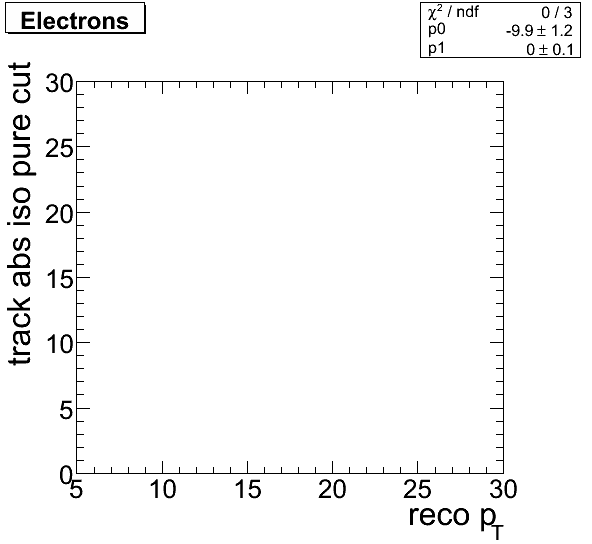 Electrons
χ² / ndf 0 / 3
p0 -9.9 ± 1.2
p1 0 ± 0.1
track abs iso pure cut
30
25
20
15
10
5
0
5 10 15 20 25 30
reco pT